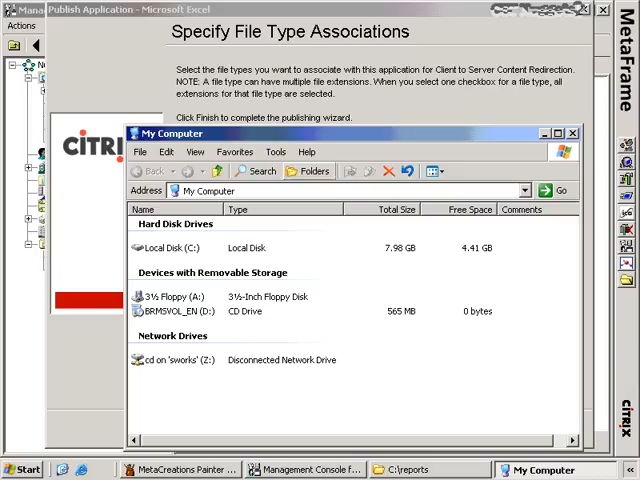 Mana
Publish Application - Microsoft Excel
Actions
Specify File Type Associations
Select the file types you want to associate with this application for Client to Server Content Redirection.
NOTE: A file type can have multiple file extensions. When you select one checkbox for a file type, all
extensions for that file type are selected.
Click Finish to complete the publishing wizard.
CITRI
My Computer
File Edit View Favorites Tools Help
Back Search Folders
Address My Computer Go
Name Type Total Size Free Space Comments
Hard Disk Drives
Local Disk (C:) Local Disk 7.98 GB 4.41 GB
Devices with Removable Storage
3½ Floppy (A:) 3½-Inch Floppy Disk
BRMSVOL_EN (D:) CD Drive 565 MB 0 bytes
Network Drives
cd on 'sworks' (Z:) Disconnected Network Drive
MetaFrame
CITRIX
Start MetaCreations Painter ... Management Console f... C:\reports My Computer